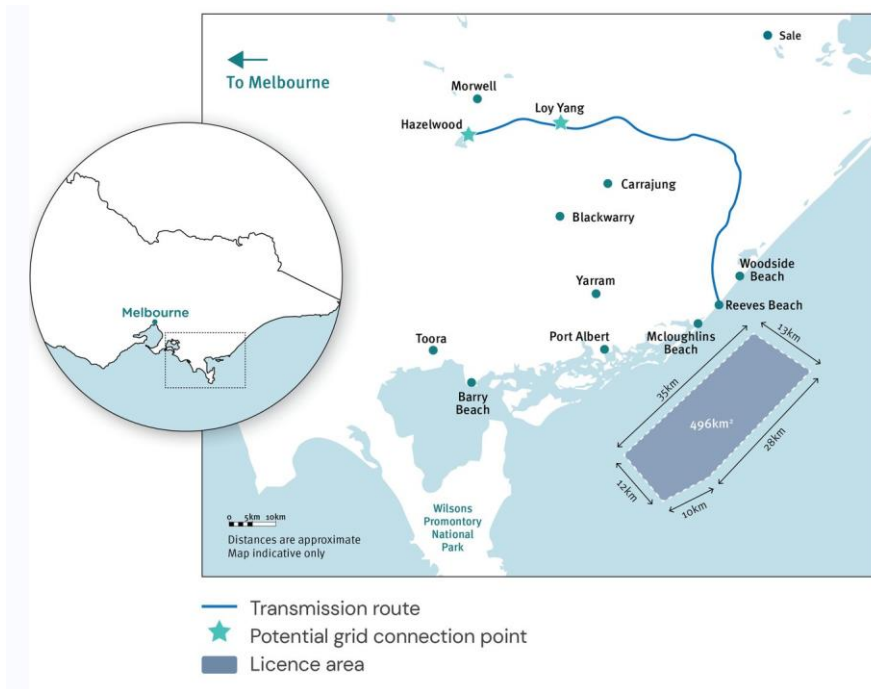 Sale
To Melbourne
Morwell
Loy Yang
Hazelwood
Carrajung
Blackwarry
Woodside
Beach
Yarram
Reeves Beach
Melbourne
Mcloughlins
Beach
Port Albert
Toora
13km
Barry
Beach
35km
496km²
28km
12km
10km
Wilsons
Promontory
National
Park
0 5km 10km
Distances are approximate
Map indicative only
Transmission route
Potential grid connection point
Licence area